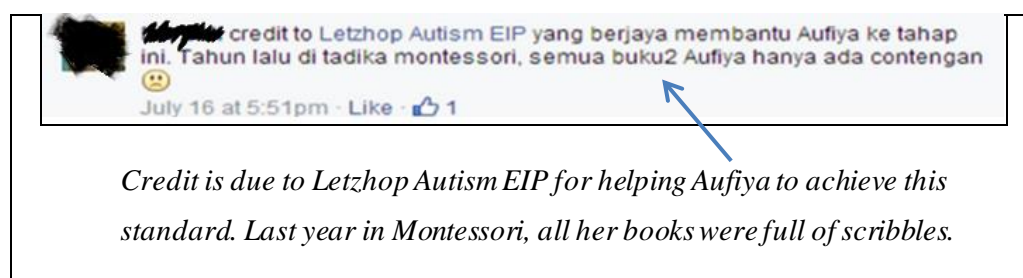 credit to Letzhop Autism EIP yang berjaya membantu Aufiya ke tahap
ini. Tahun lalu di tadika montessori, semua buku2 Aufiya hanya ada contengan
July 16 at 5:51pm · Like · 1
Credit is due to Letzhop Autism EIP for helping Aufiya to achieve this
standard. Last year in Montessori, all her books were full of scribbles.